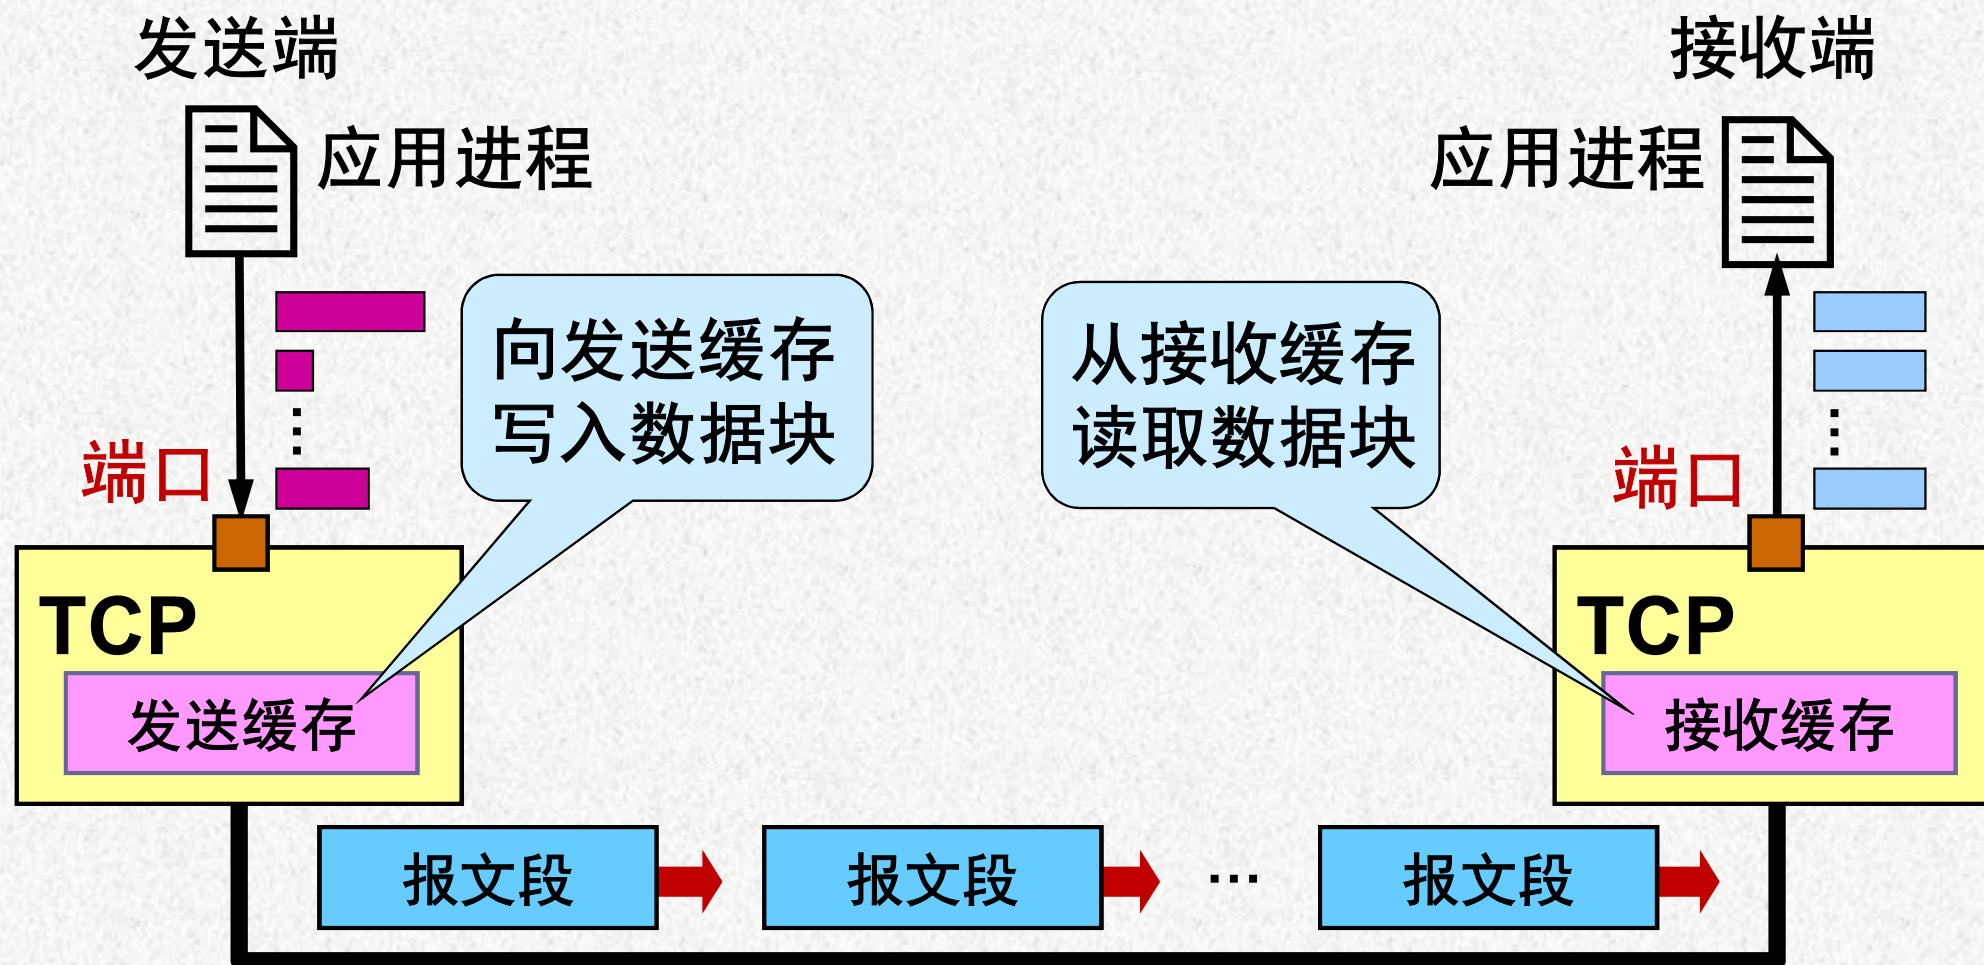 发送端
接收端
应用进程
应用进程
向发送缓存
写入数据块
从接收缓存
读取数据块
端口
端口
TCP
TCP
发送缓存
接收缓存
报文段
报文段
…
报文段